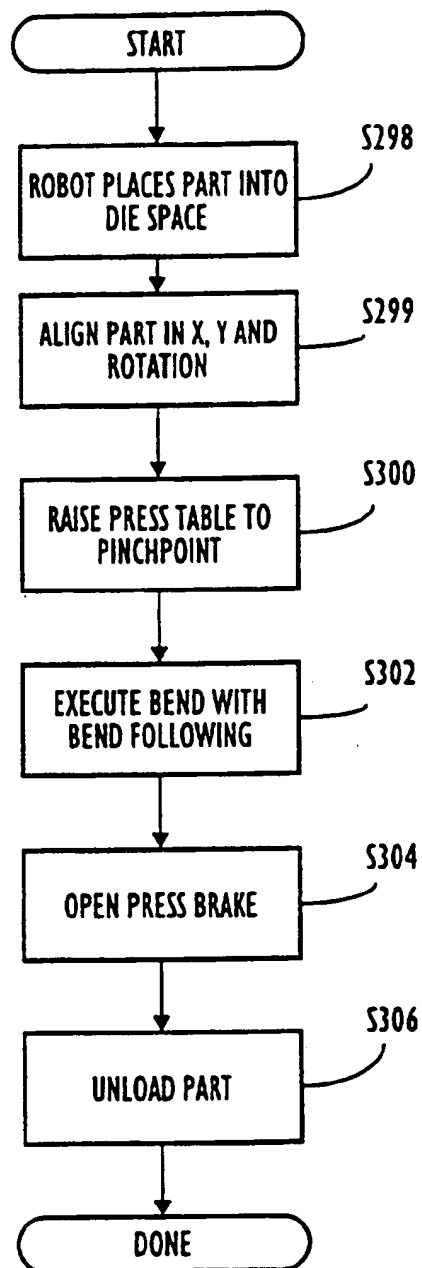 START
S298
ROBOT PLACES PART INTO
DIE SPACE
S299
ALIGN PART IN X, Y AND
ROTATION
S300
RAISE PRESS TABLE TO
PINCHPOINT
S302
EXECUTE BEND WITH
BEND FOLLOWING
S304
OPEN PRESS BRAKE
S306
UNLOAD PART
DONE